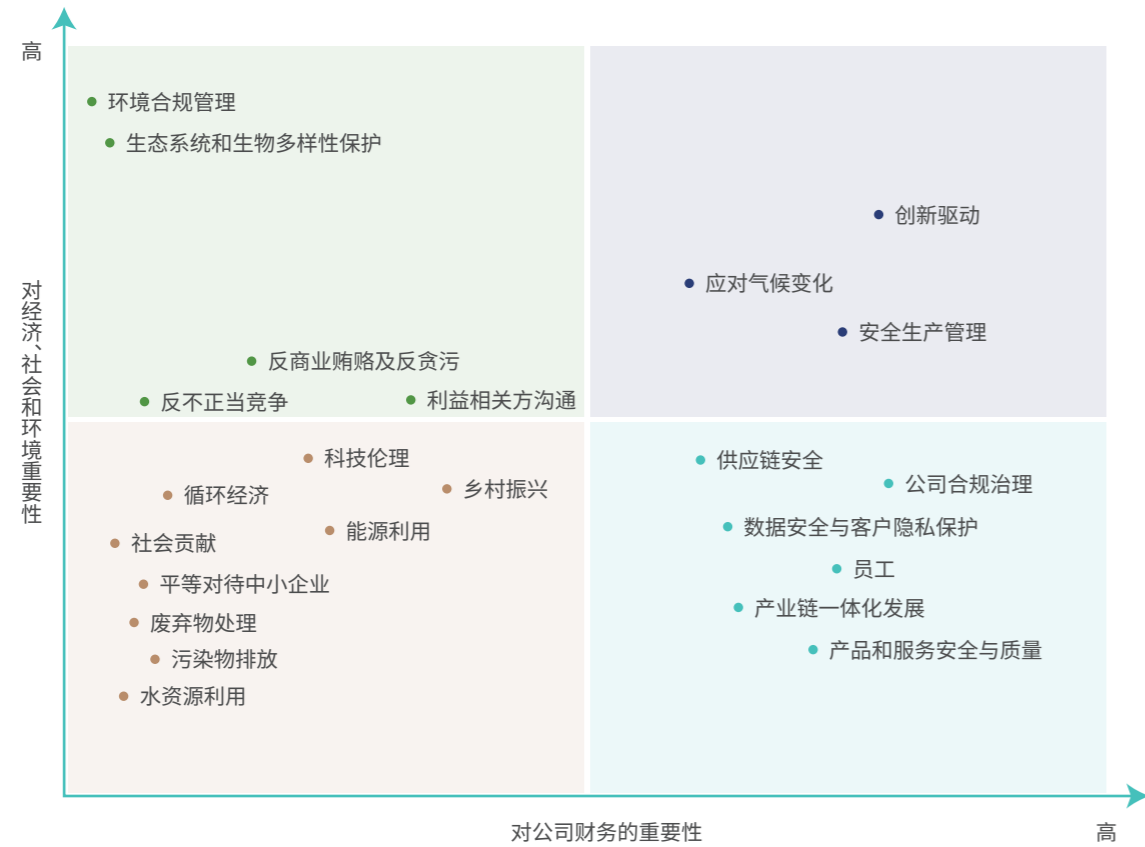 高
对经济、社会和环境重要性
环境合规管理
生态系统和生物多样性保护
反商业贿赂及反贪污
反不正当竞争
利益相关方沟通
创新驱动
应对气候变化
安全生产管理
科技伦理
乡村振兴
循环经济
能源利用
社会贡献
平等对待中小企业
废弃物处理
污染物排放
水资源利用
供应链安全
公司合规治理
数据安全与客户隐私保护
员工
产业链一体化发展
产品和服务安全与质量
对公司财务的重要性
高